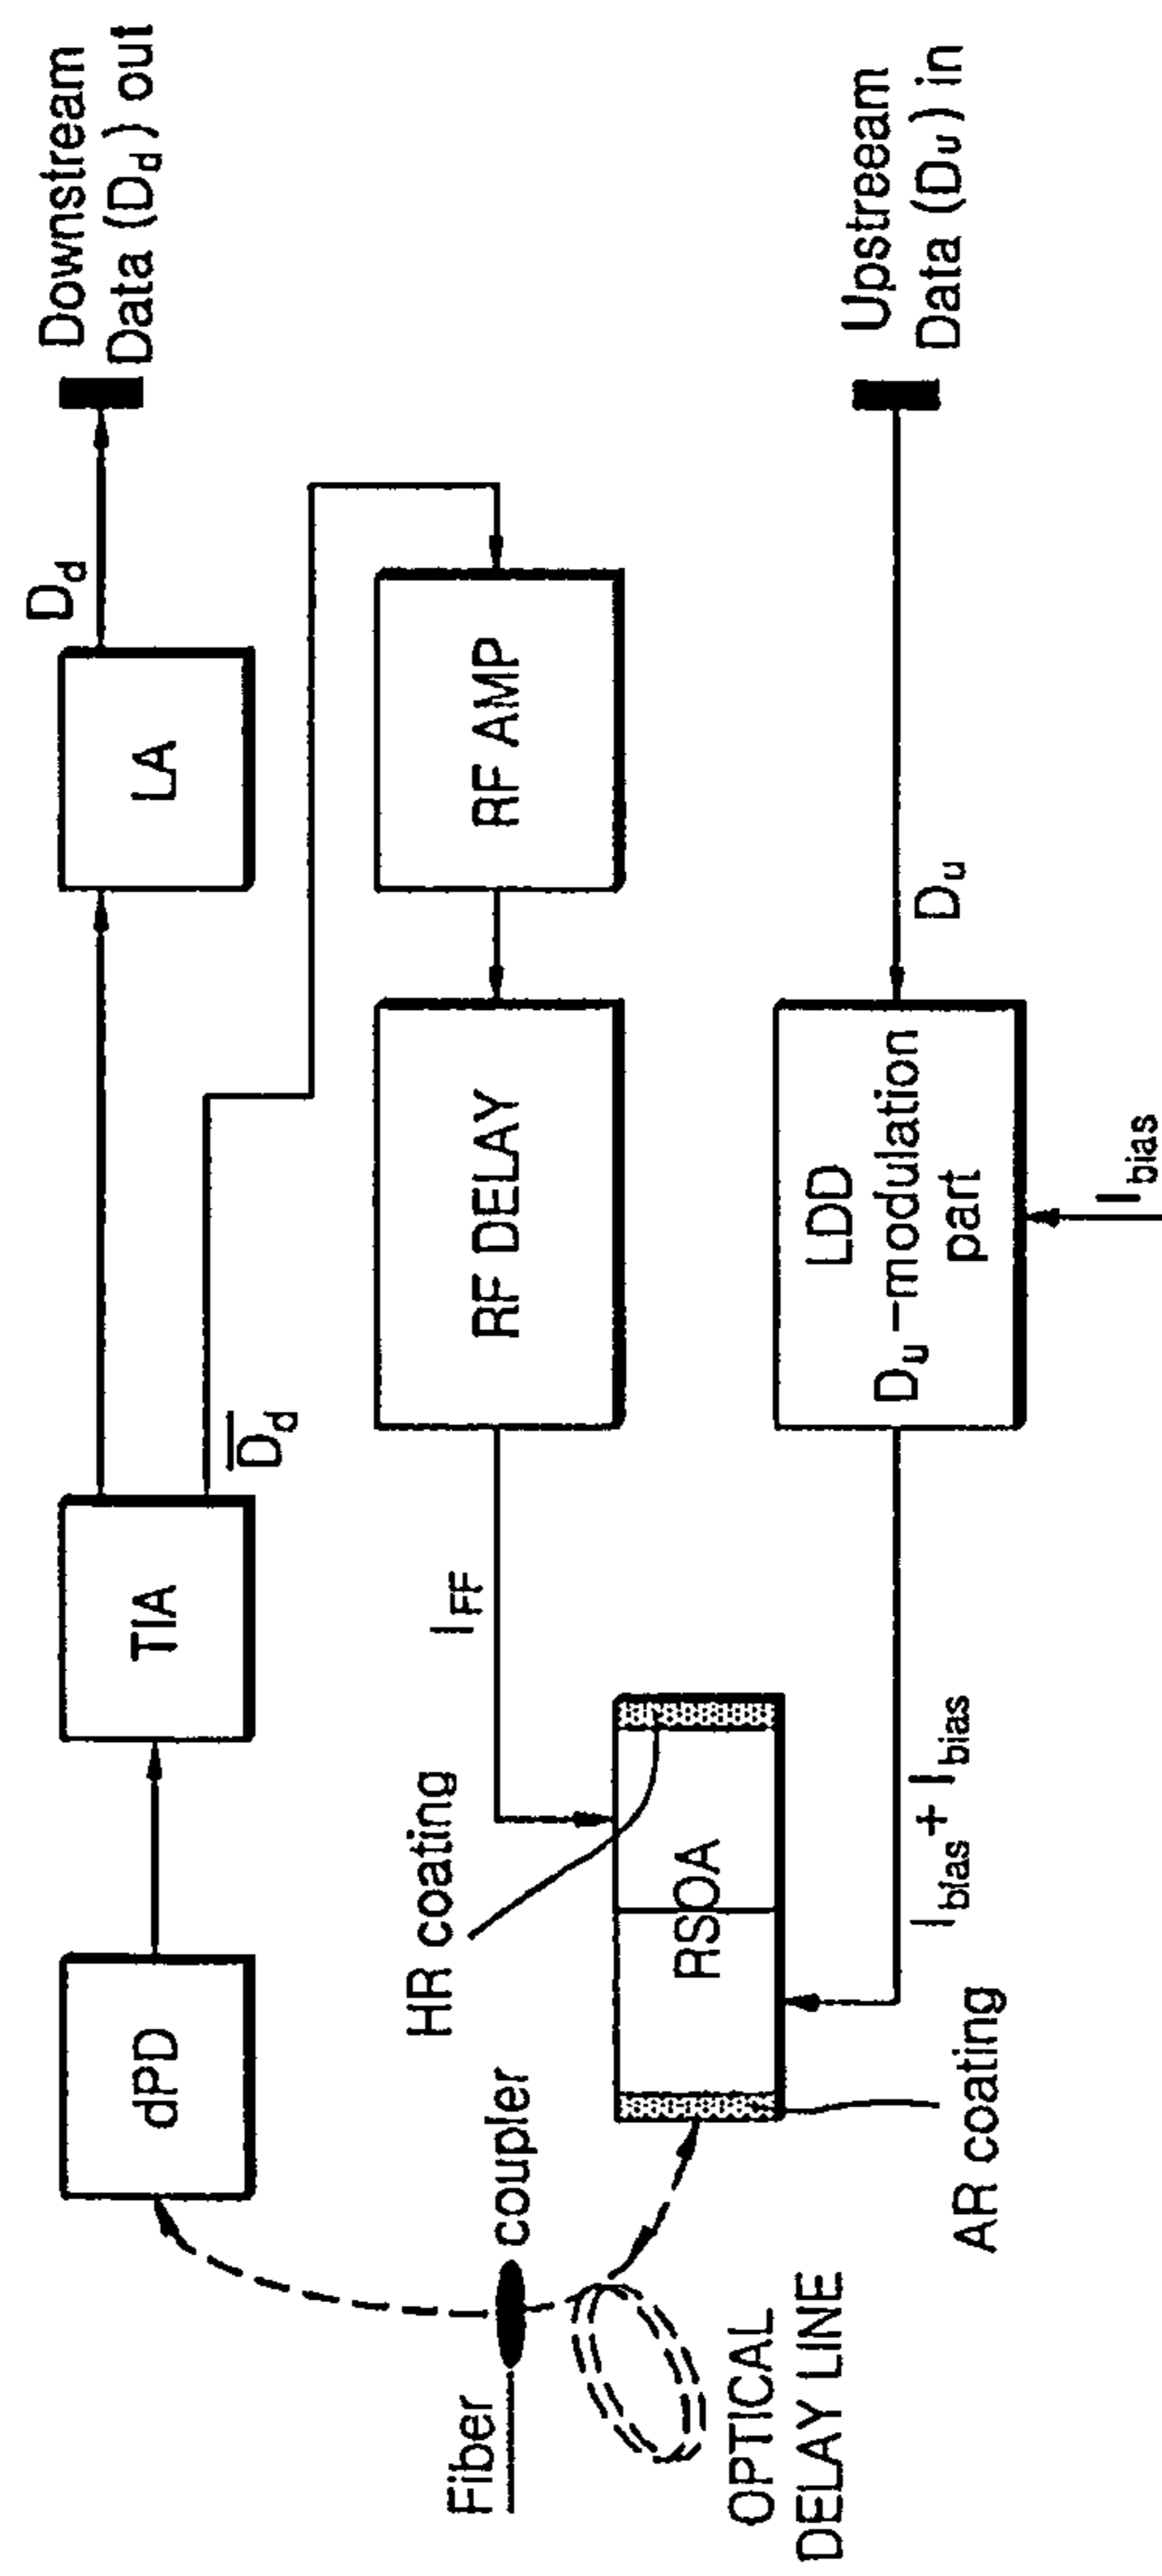 Downstream
Data (Dd) out
Dd
LA
TIA
D̅d
dPD
RF AMP
RF DELAY
IFF
HR coating
RSOA
AR coating
coupler
Fiber
OPTICAL
DELAY LINE
Upstreeam
Data (Du) in
Du
LDD
Du-modulation
part
Ibias
Ibias + Ibias